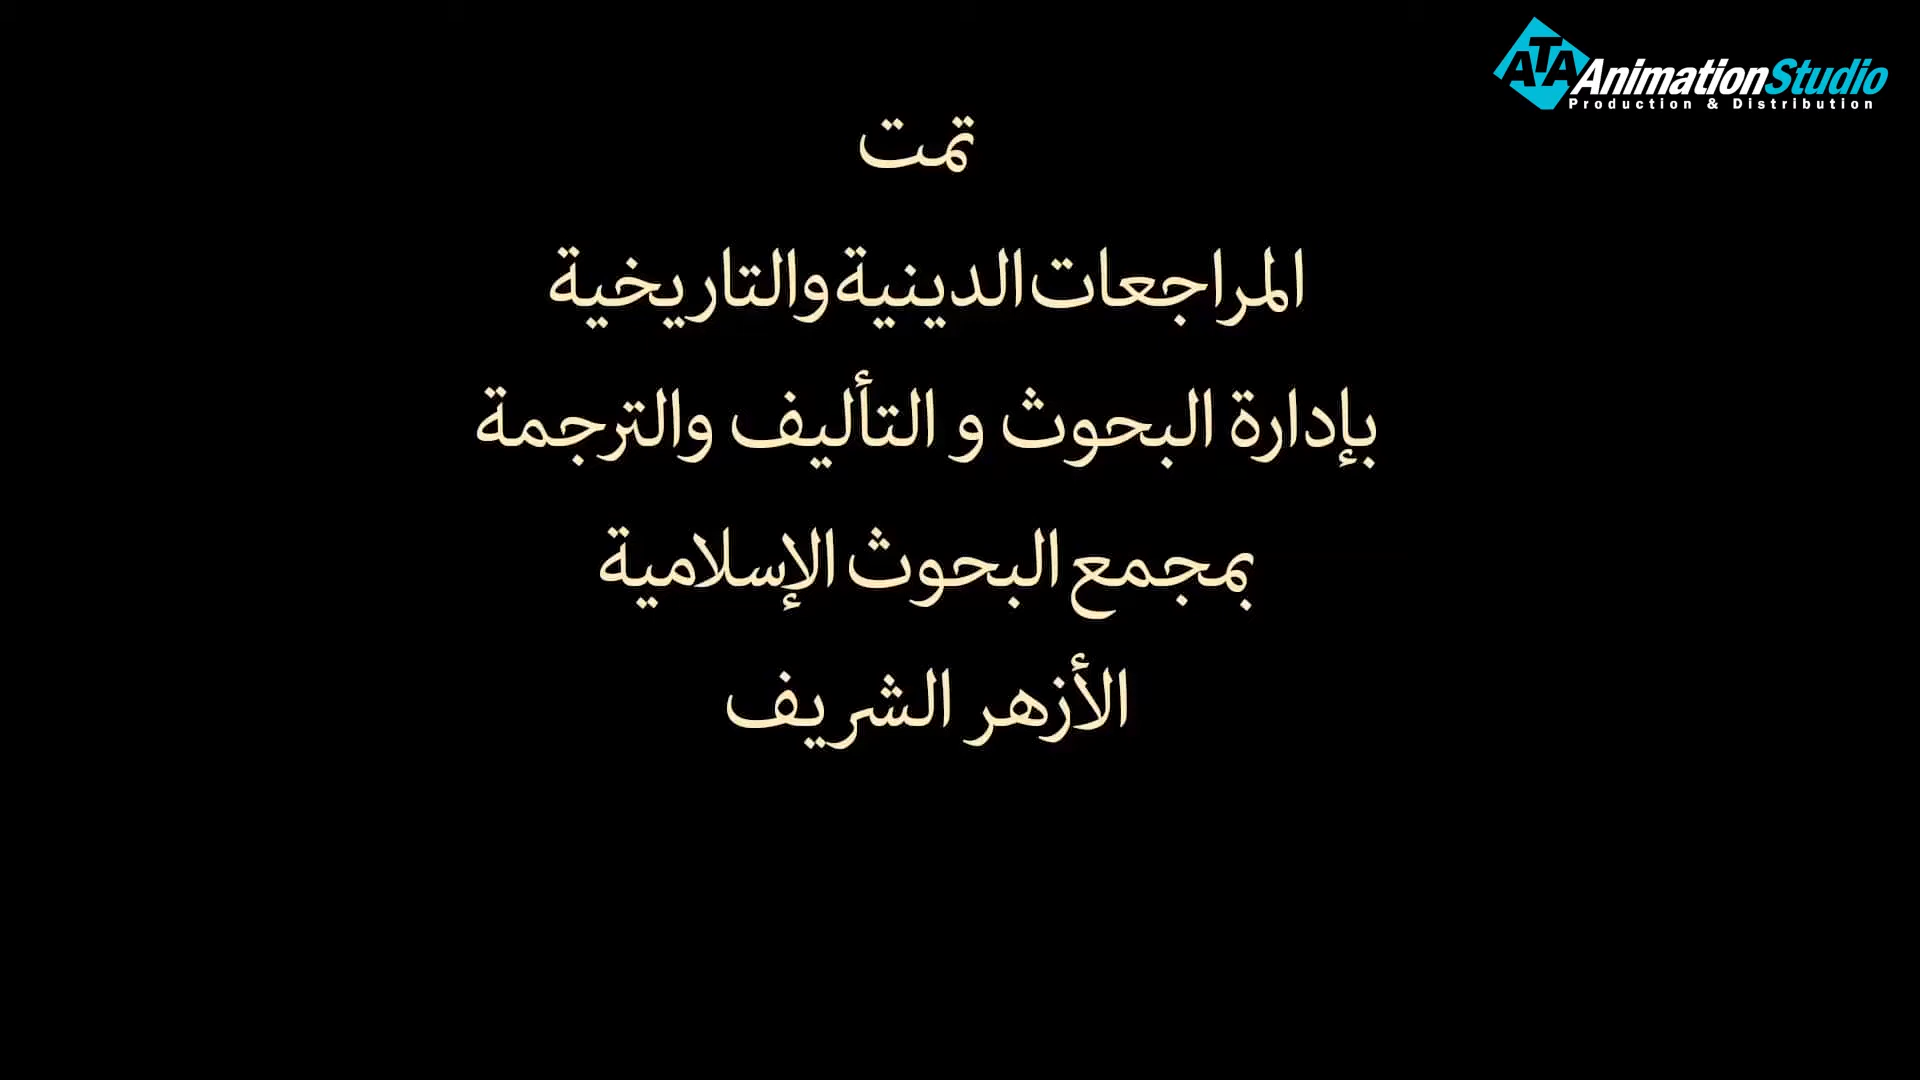 ATA AnimationStudio
Production & Distribution
تمت
المراجعات الدينية والتاريخية
بإدارة البحوث و التأليف والترجمة
بمجمع البحوث الإسلامية
الأزهر الشريف